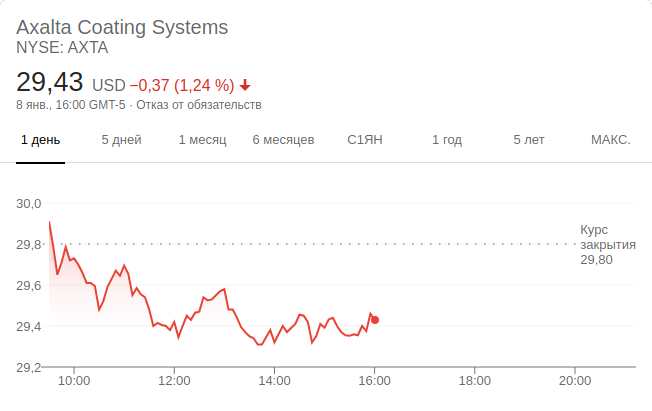 Axalta Coating Systems
NYSE: AXTA
29,43 USD −0,37 (1,24 %)
8 янв., 16:00 GMT-5 · Отказ от обязательств
1 день 5 дней 1 месяц 6 месяцев С1ЯН 1 год 5 лет МАКС.
30,0
29,8
29,6
29,4
29,2
Курс
закрытия
29,80
10:00 12:00 14:00 16:00 18:00 20:00